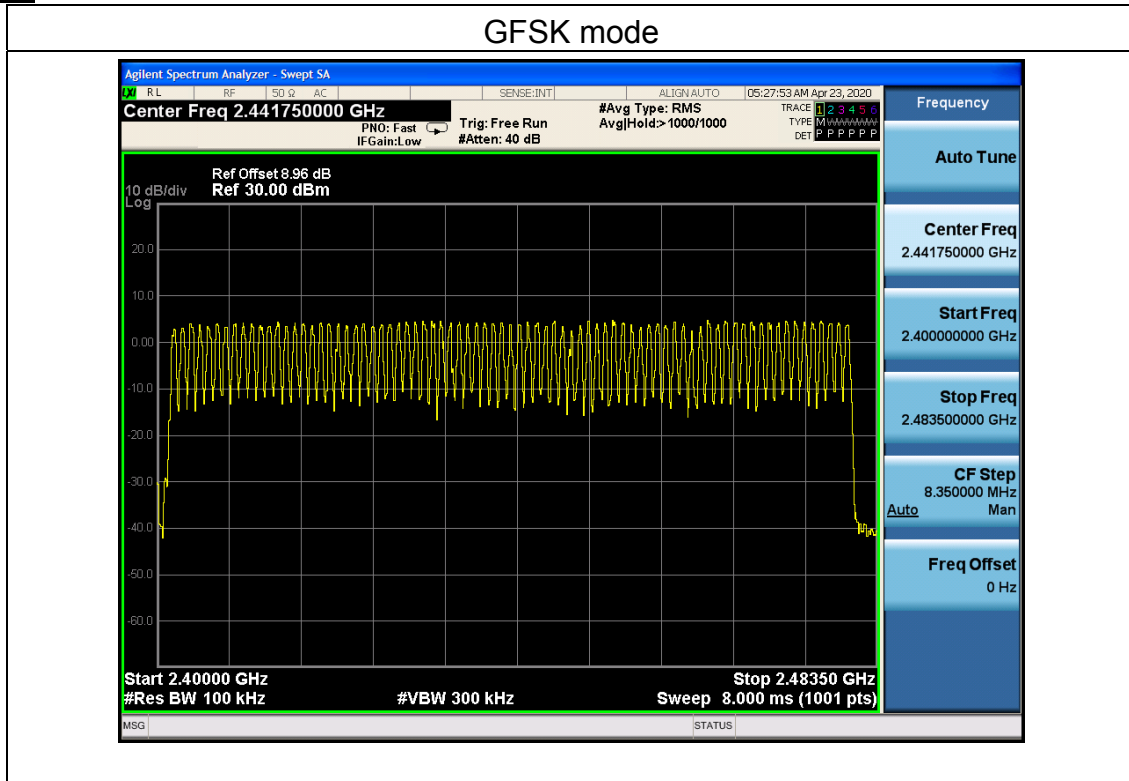 GFSK mode
Agilent Spectrum Analyzer - Swept SA
LXI RL RF 50 Ω AC SENSE:INT ALIGN AUTO 05:27:53 AM Apr 23, 2020
Center Freq 2.441750000 GHz
PNO: Fast
IFGain:Low
Trig: Free Run
#Atten: 40 dB
#Avg Type: RMS
Avg|Hold:>1000/1000
TRACE 1 2 3 4 5 6
TYPE M
DET P P P P P P
Ref Offset 8.96 dB
10 dB/div Ref 30.00 dBm
Log
20.0
10.0
0.00
-10.0
-20.0
-30.0
-40.0
-50.0
-60.0
Start 2.40000 GHz Stop 2.48350 GHz
#Res BW 100 kHz #VBW 300 kHz Sweep 8.000 ms (1001 pts)
MSG STATUS
Frequency
Auto Tune
Center Freq
2.441750000 GHz
Start Freq
2.400000000 GHz
Stop Freq
2.483500000 GHz
CF Step
8.350000 MHz
Auto Man
Freq Offset
0 Hz